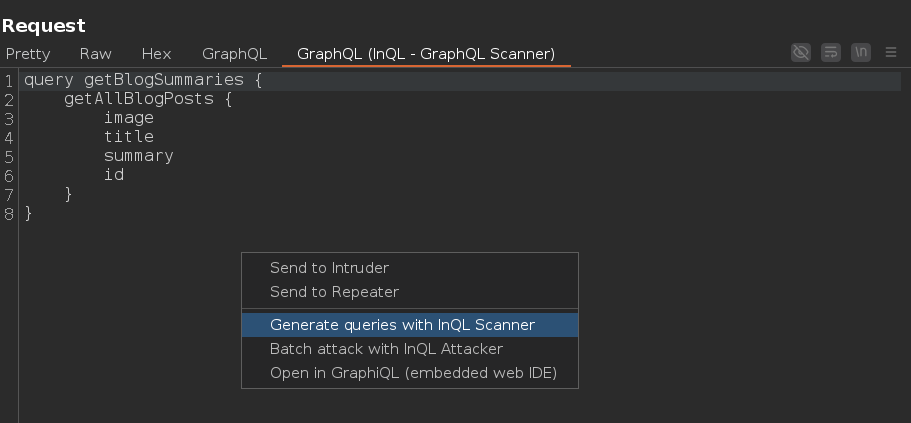 Request
Pretty Raw Hex GraphQL GraphQL (InQL - GraphQL Scanner) \n
1 query getBlogSummaries {
2 getAllBlogPosts {
3 image
4 title
5 summary
6 id
7 }
8 }
Send to Intruder
Send to Repeater
Generate queries with InQL Scanner
Batch attack with InQL Attacker
Open in GraphiQL (embedded web IDE)